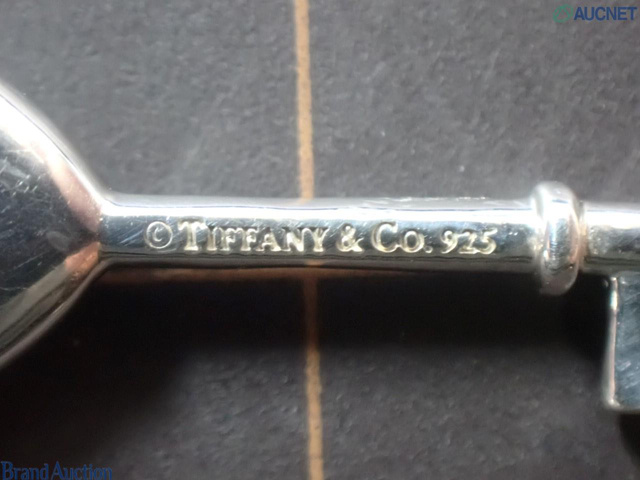 AUCNET
©TIFFANY & CO. 925
Brand Auction